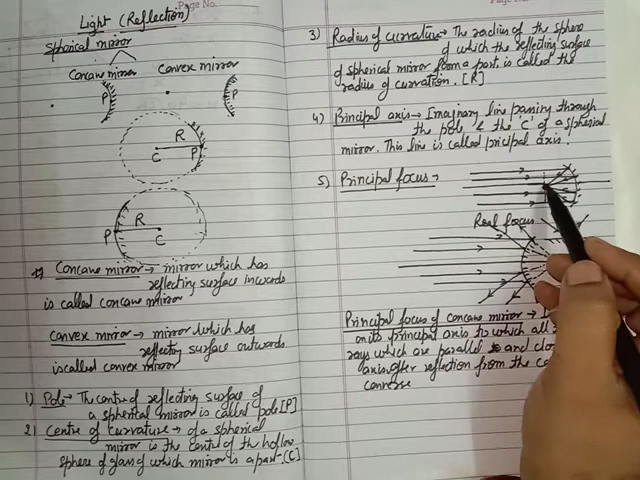 Page No.
Light (Reflection)
Spherical mirror
Concave mirror convex mirror
P P
R
C P
R
P C
Concave mirror → mirror which has
reflecting surface inwards
is called concave mirror
convex mirror → mirror which has
reflecting surface outwards
is called convex mirror
1) Pole → The centre of reflecting surface of
a spherical mirror is called pole [P]
2) Centre of curvature → of a spherical
mirror is the centre of the hollow
sphere of glass of which mirror is a part. (C)
3) Radius of curvature → The radius of the sphere
of which the reflecting surface
of spherical mirror form a part is called the
radius of curvation. [R]
4) Principal axis → Imaginary line passing through
the pole & the 'C' of a spherical
mirror. This line is called pricipal axis.
5) Principal focus →
Real focus
Principal focus of concave mirror →
on its principal axis to which all
rays which are parallel and clo
axis after reflection from the co
converse